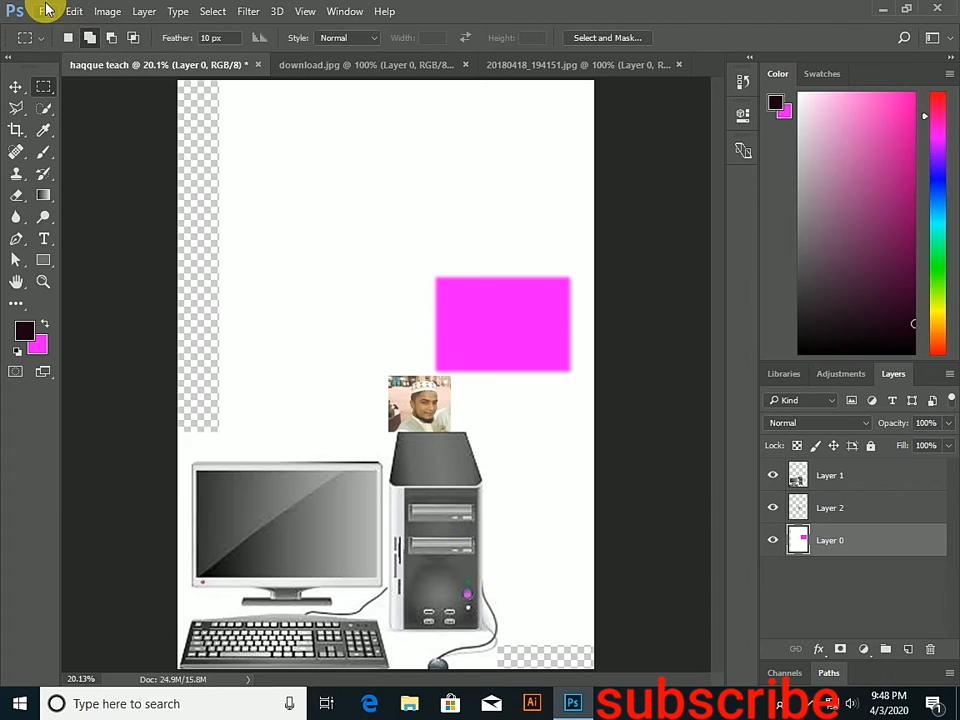 Ps Edit Image Layer Type Select Filter 3D View Window Help
Feather: 10 px Style: Normal Width: Height: Select and Mask...
haqque teach @ 20.1% (Layer 0, RGB/8) * × download.jpg @ 100% (Layer 0, RGB/8... × 20180418_194151.jpg @ 100% (Layer 0, R... ×
Color Swatches
Libraries Adjustments Layers
Kind
Normal Opacity: 100%
Lock: Fill: 100%
Layer 1
Layer 2
Layer 0
Channels Paths
20.13% Doc: 24.9M/15.8M
Type here to search
Ai Ps
subscribe
9:48 PM
4/3/2020